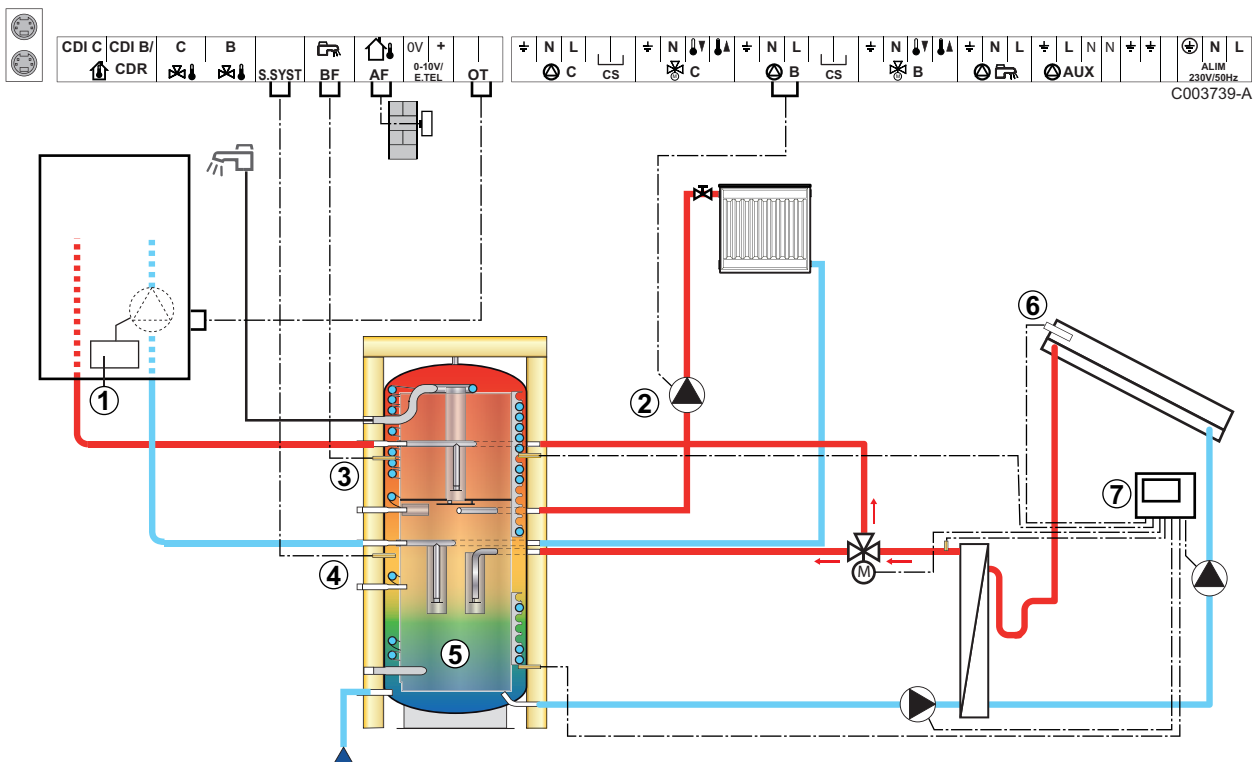 CDI C CDI B/ C B 0V + N L N N L N N L L N N N L
CDR S.SYST BF AF 0-10V/ E.TEL OT C CS M C B CS M B AUX ALIM 230V/50Hz
C003739-A
6
2
1
3
7
M
4
5